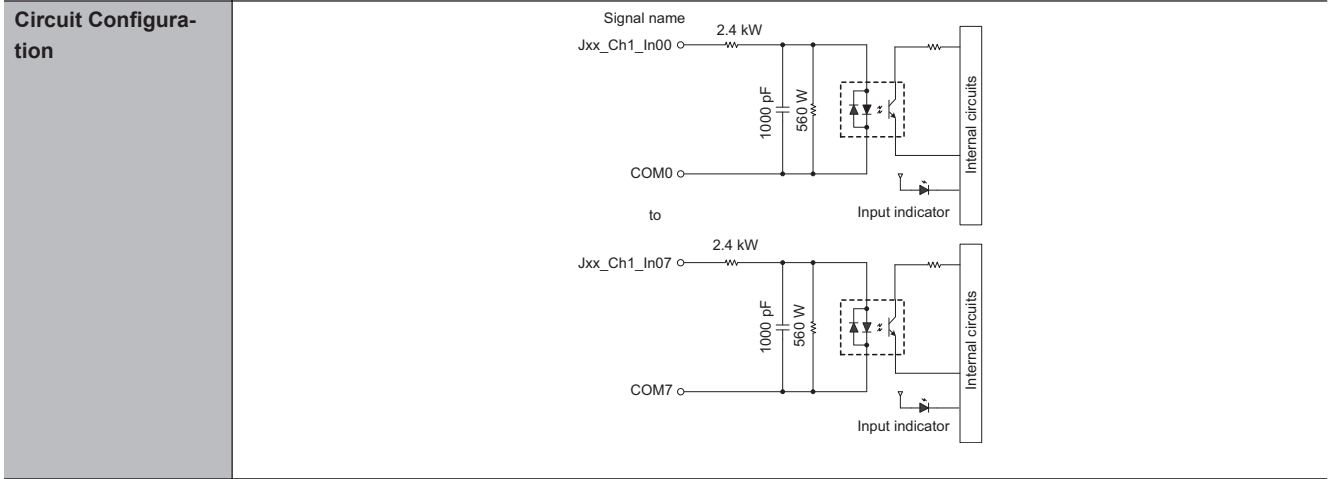 Circuit Configura-
tion
Signal name
2.4 kW
Jxx_Ch1_In00
1000 pF
560 W
Internal circuits
COM0
Input indicator
to
2.4 kW
Jxx_Ch1_In07
1000 pF
560 W
Internal circuits
COM7
Input indicator